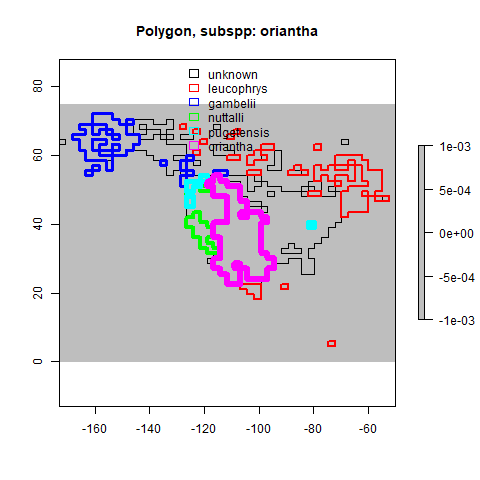 Polygon, subspp: oriantha
unknown
leucophrys
gambelii
nuttalli
pugetensis
oriantha
80
60
40
20
0
-160
-140
-120
-100
-80
-60
1e-03
5e-04
0e+00
-5e-04
-1e-03